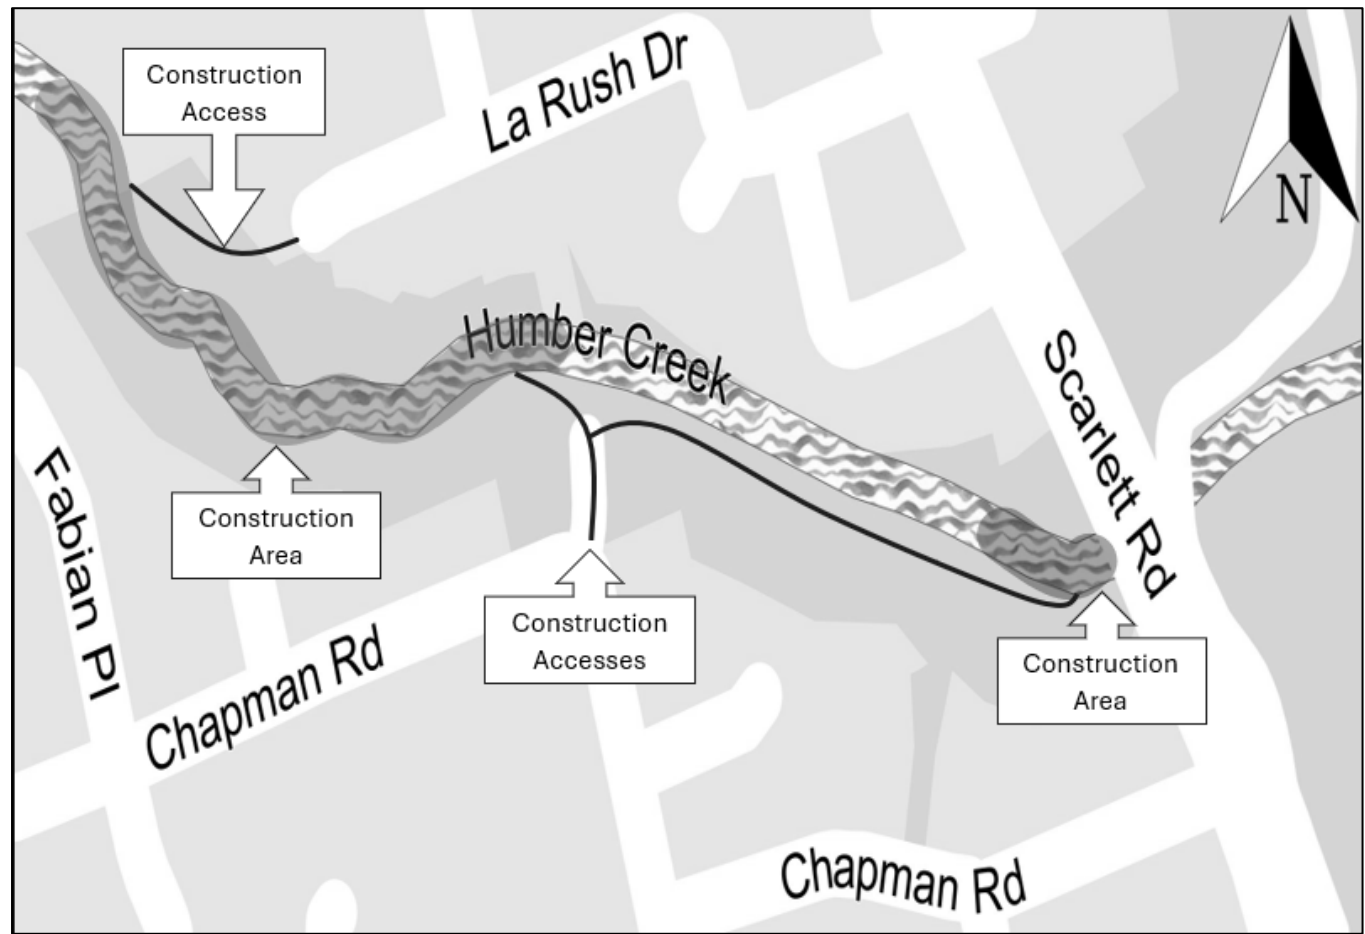 Construction
Access
La Rush Dr
N
Humber Creek
Scarlett Rd
Fabian Pl
Construction
Area
Construction
Accesses
Construction
Area
Chapman Rd
Chapman Rd